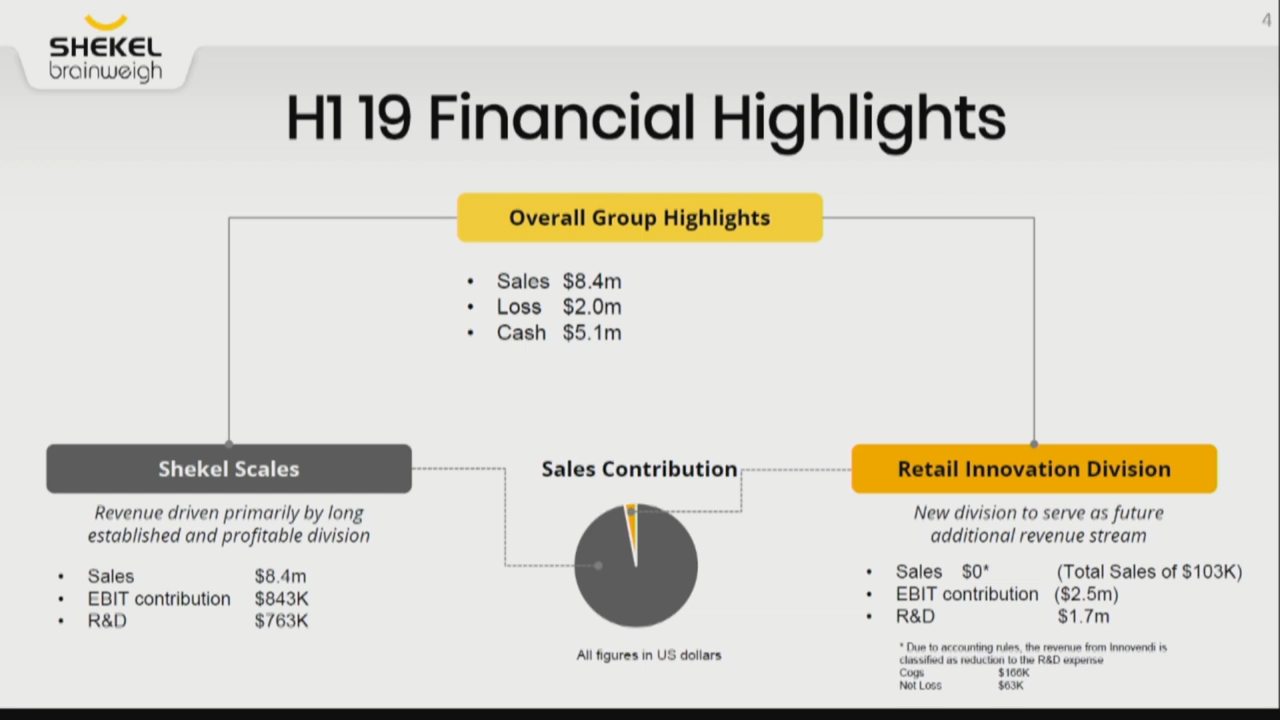 4
SHEKEL
brainweigh
H1 19 Financial Highlights
Overall Group Highlights
• Sales $8.4m
• Loss $2.0m
• Cash $5.1m
Shekel Scales
Revenue driven primarily by long
established and profitable division
• Sales $8.4m
• EBIT contribution $843K
• R&D $763K
Sales Contribution
All figures in US dollars
Retail Innovation Division
New division to serve as future
additional revenue stream
• Sales $0* (Total Sales of $103K)
• EBIT contribution ($2.5m)
• R&D $1.7m
* Due to accounting rules, the revenue from Innovendi is
classified as reduction to the R&D expense
Cogs $166K
Not Loss $63K